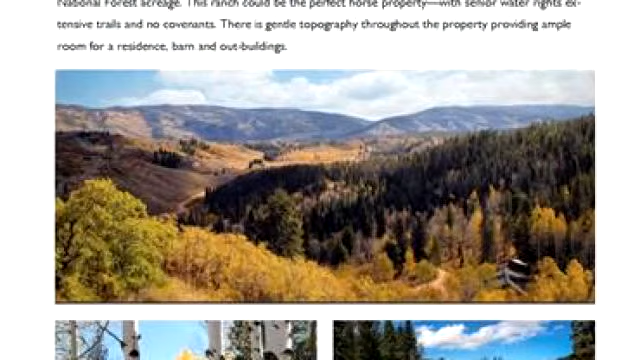 National Forest acreage. This ranch could be the perfect horse property—with senior water rights ex-
tensive trails and no covenants. There is gentle topography throughout the property providing ample
room for a residence, barn and out-buildings.